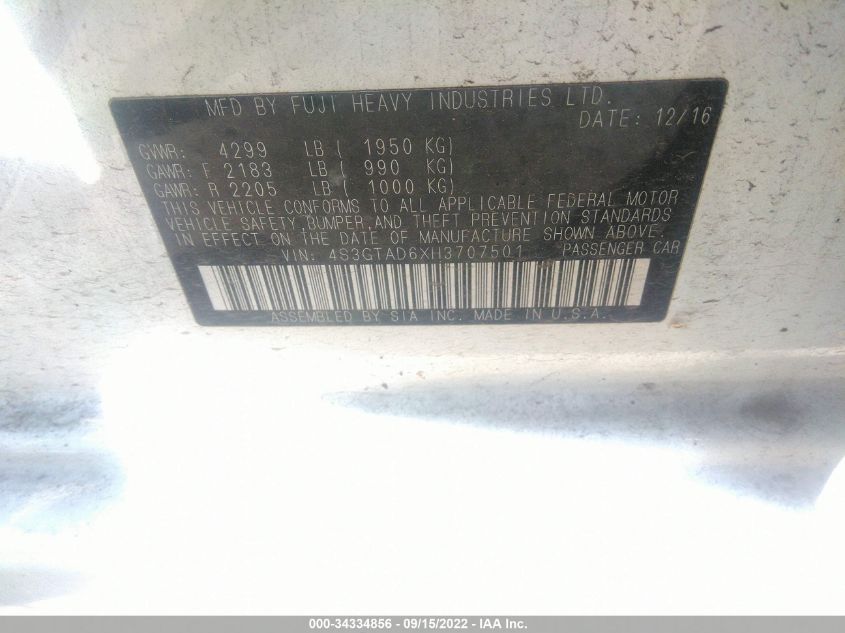 MFD BY FUJI HEAVY INDUSTRIES LTD.
DATE: 12/16
GVWR: 4299 LB ( 1950 KG)
GAWR: F 2183 LB ( 990 KG)
GAWR: R 2205 LB ( 1000 KG)
THIS VEHICLE CONFORMS TO ALL APPLICABLE FEDERAL MOTOR
VEHICLE SAFETY, BUMPER, AND THEFT PREVENTION STANDARDS
IN EFFECT ON THE DATE OF MANUFACTURE SHOWN ABOVE.
VIN: 4S3GTAD6XH3707501 PASSENGER CAR
ASSEMBLED BY SIA INC. MADE IN U.S.A.
000-34334856 - 09/15/2022 - IAA Inc.